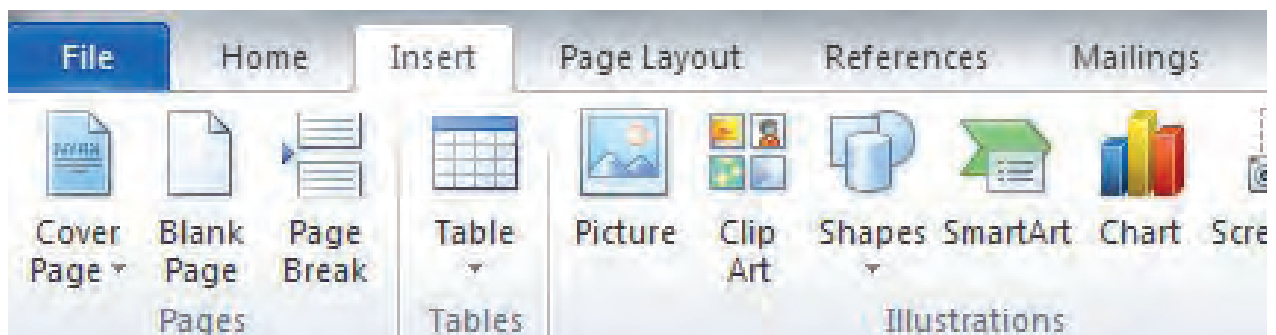 File Home Insert Page Layout References Mailings
Cover Page Blank Page Page Break Table Picture Clip Art Shapes SmartArt Chart
Pages Tables Illustrations